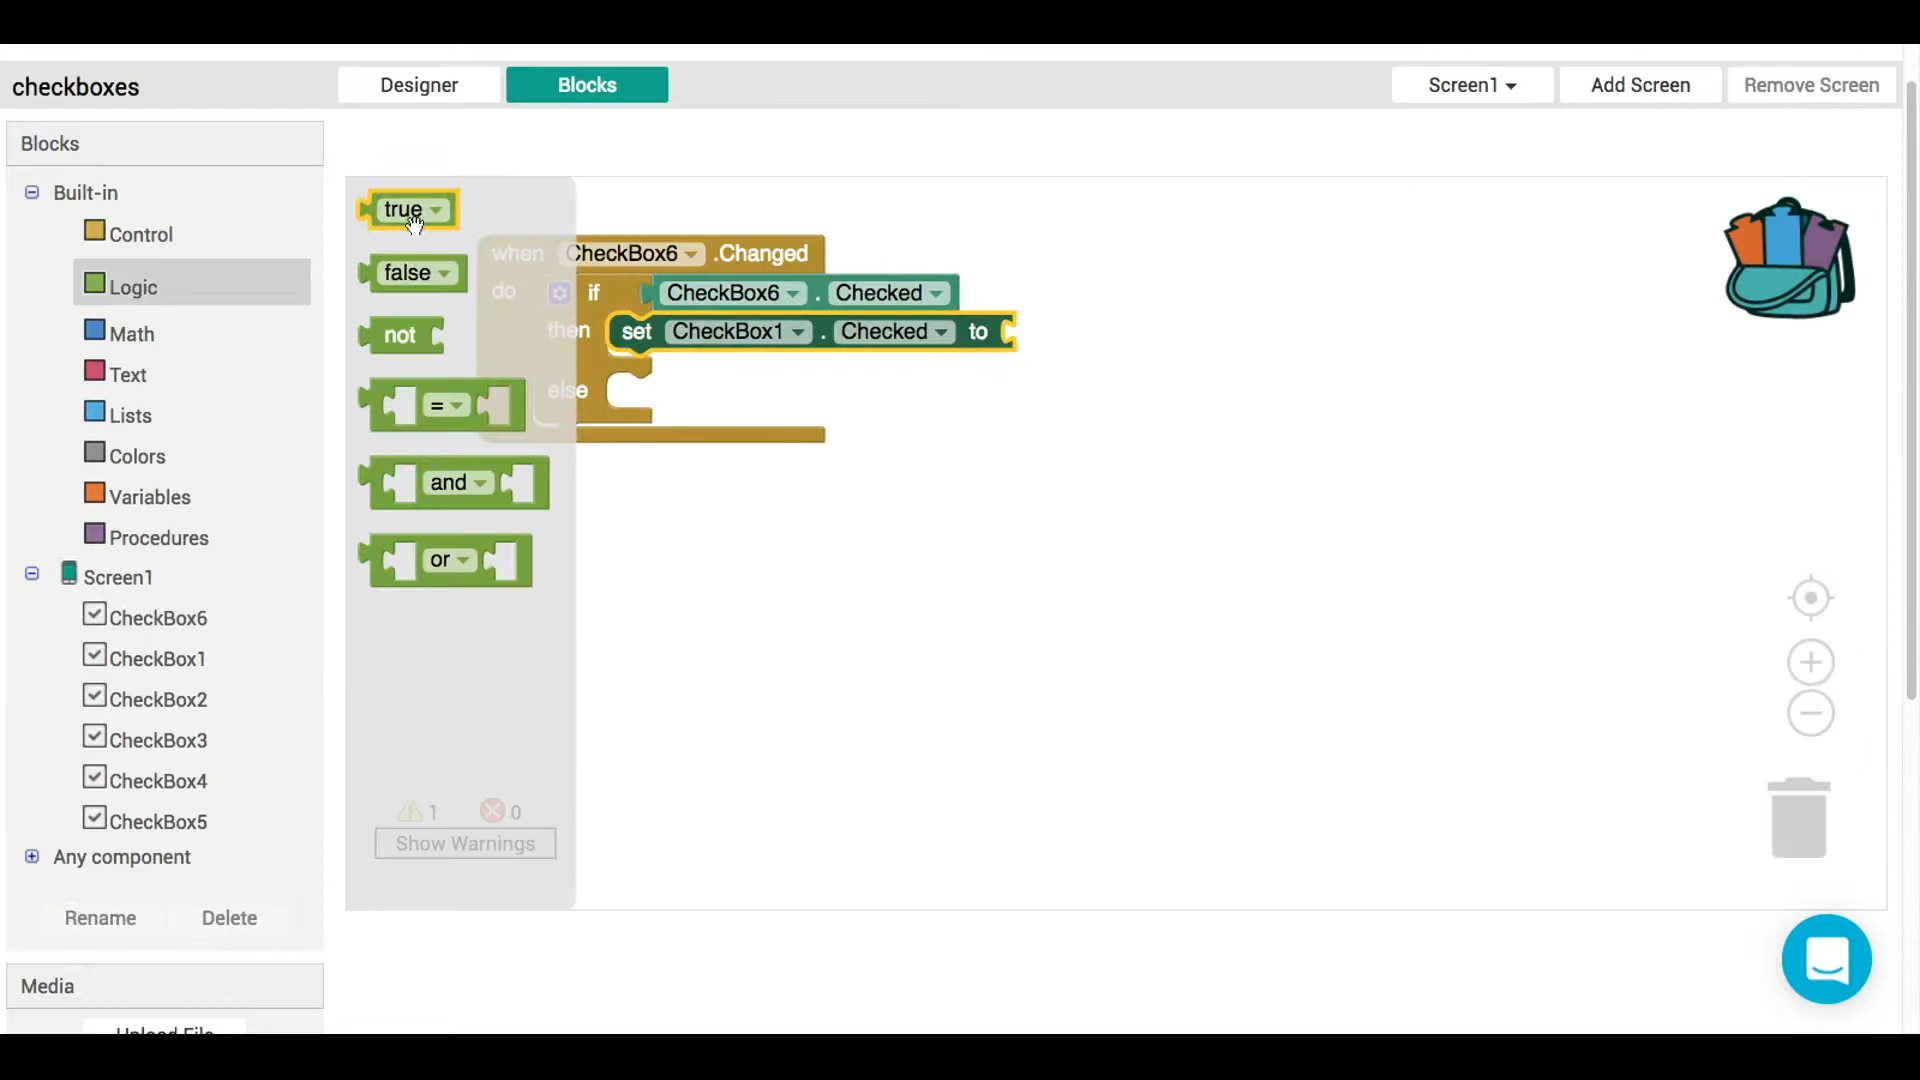 checkboxes
Designer
Blocks
Screen1
Add Screen
Remove Screen
Blocks
Built-in
Control
Logic
Math
Text
Lists
Colors
Variables
Procedures
Screen1
CheckBox6
CheckBox1
CheckBox2
CheckBox3
CheckBox4
CheckBox5
Any component
Rename Delete
Media
Upload File
true
false
not
=
and
or
when CheckBox6 .Changed
do if CheckBox6 . Checked
then set CheckBox1 . Checked to
else
1 0
Show Warnings